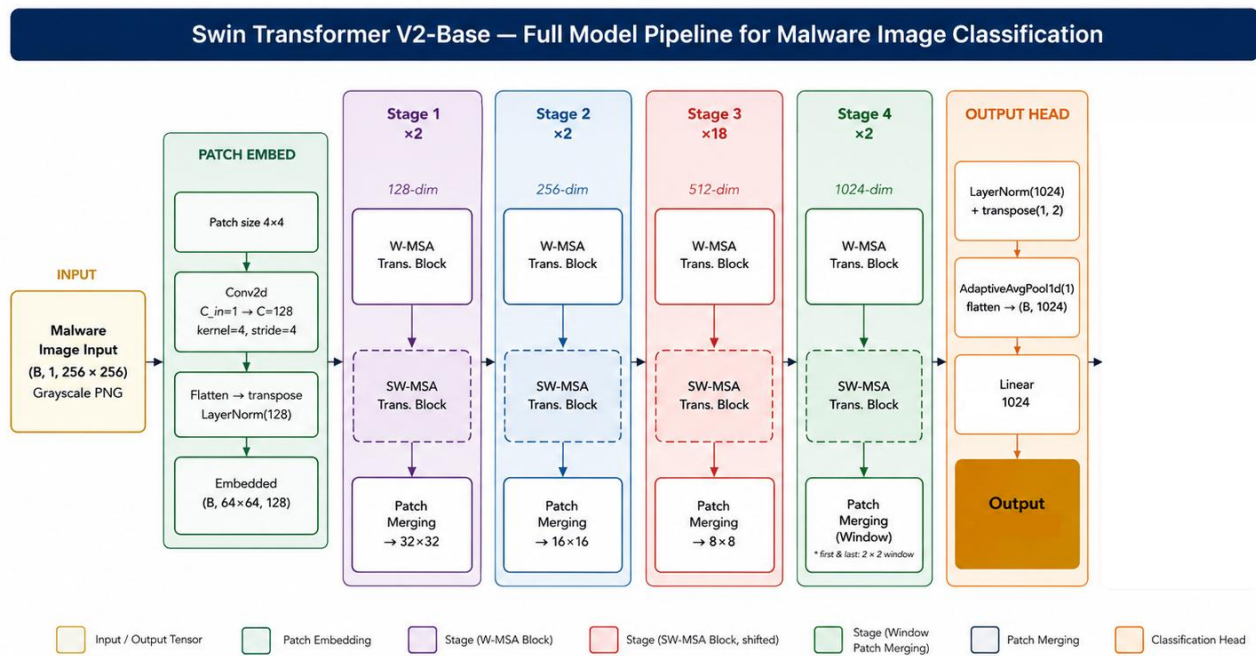 Swin Transformer V2-Base — Full Model Pipeline for Malware Image Classification
INPUT
Malware
Image Input
(B, 1, 256 × 256)
Grayscale PNG
PATCH EMBED
Patch size 4×4
Conv2d
C_in=1 → C=128
kernel=4, stride=4
Flatten → transpose
LayerNorm(128)
Embedded
(B, 64×64, 128)
Stage 1
×2
128-dim
W-MSA
Trans. Block
SW-MSA
Trans. Block
Patch
Merging
→ 32×32
Stage 2
×2
256-dim
W-MSA
Trans. Block
SW-MSA
Trans. Block
Patch
Merging
→ 16×16
Stage 3
×18
512-dim
W-MSA
Trans. Block
SW-MSA
Trans. Block
Patch
Merging
→ 8×8
Stage 4
×2
1024-dim
W-MSA
Trans. Block
SW-MSA
Trans. Block
Patch
Merging
(Window)
* first & last: 2 × 2 window
OUTPUT HEAD
LayerNorm(1024)
+ transpose(1, 2)
AdaptiveAvgPool1d(1)
flatten → (B, 1024)
Linear
1024
Output
Input / Output Tensor
Patch Embedding
Stage (W-MSA Block)
Stage (SW-MSA Block, shifted)
Stage (Window
Patch Merging)
Patch Merging
Classification Head